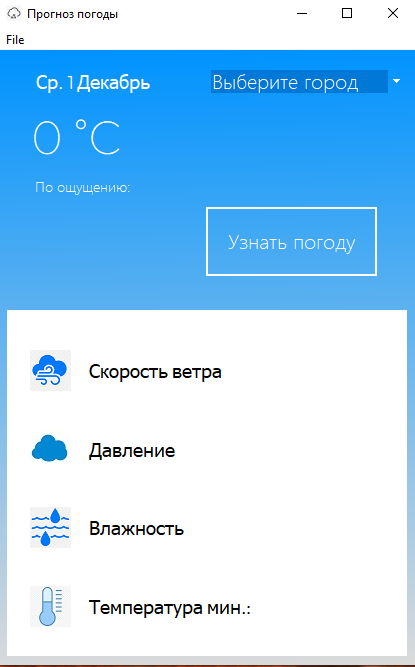 Прогноз погоды
File
Ср. 1 Декабрь
Выберите город
0 °C
По ощущению:
Узнать погоду
Скорость ветра
Давление
Влажность
Температура мин.: